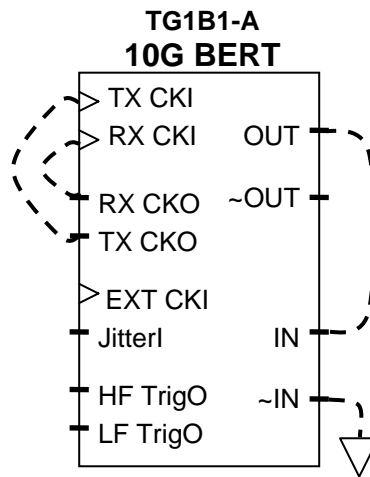 TG1B1-A
10G BERT
TX CKI
RX CKI
OUT
RX CKO
~OUT
TX CKO
EXT CKI
JitterI
IN
HF TrigO
~IN
LF TrigO